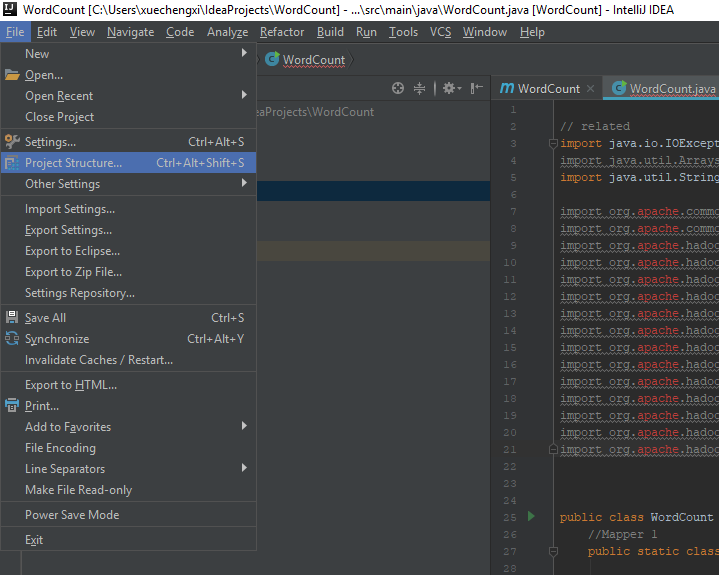 WordCount [C:\Users\xuechengxi\IdeaProjects\WordCount] - ...\src\main\java\WordCount.java [WordCount] - IntelliJ IDEA
File Edit View Navigate Code Analyze Refactor Build Run Tools VCS Window Help
New
Open...
Open Recent
Close Project
Settings... Ctrl+Alt+S
Project Structure... Ctrl+Alt+Shift+S
Other Settings
Import Settings...
Export Settings...
Export to Eclipse...
Export to Zip File...
Settings Repository...
Save All Ctrl+S
Synchronize Ctrl+Alt+Y
Invalidate Caches / Restart...
Export to HTML...
Print...
Add to Favorites
File Encoding
Line Separators
Make File Read-only
Power Save Mode
Exit
WordCount
eaProjects\WordCount
WordCount WordCount.java
1
2 // related
3 import java.io.IOExcept
4 import java.util.Arrays
5 import java.util.String
6
7 import org.apache.commo
8 import org.apache.commo
9 import org.apache.hadoo
10 import org.apache.hadoo
11 import org.apache.hadoo
12 import org.apache.hadoo
13 import org.apache.hadoo
14 import org.apache.hadoo
15 import org.apache.hadoo
16 import org.apache.hadoo
17 import org.apache.hadoo
18 import org.apache.hadoo
19 import org.apache.hadoo
20 import org.apache.hadoo
21 import org.apache.hadoo
22
23
24
25 public class WordCount
26 //Mapper 1
27 public static class
28